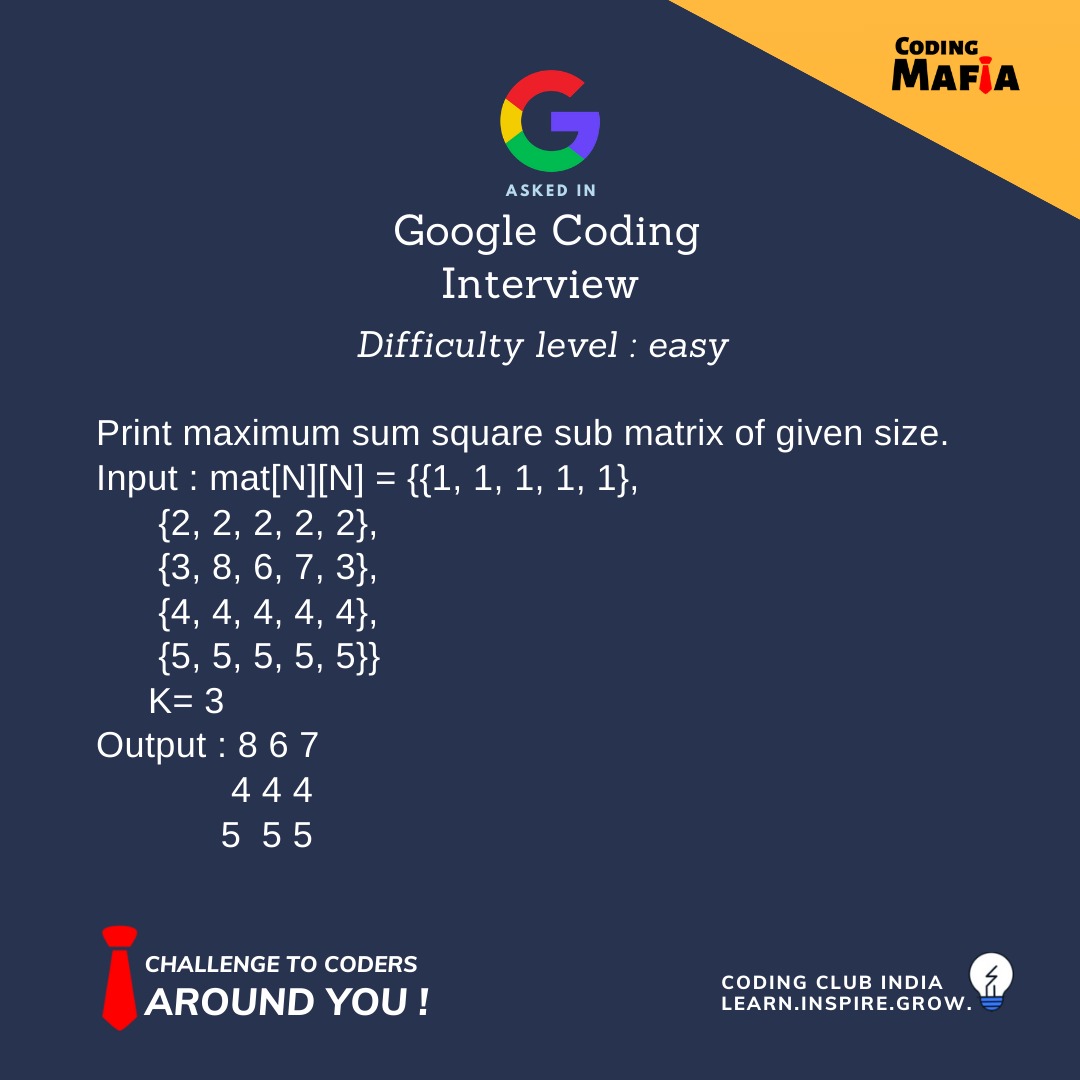 CODING
MAFIA
ASKED IN
Google Coding
Interview
Difficulty level : easy
Print maximum sum square sub matrix of given size.
Input : mat[N][N] = {{1, 1, 1, 1, 1},
{2, 2, 2, 2, 2},
{3, 8, 6, 7, 3},
{4, 4, 4, 4, 4},
{5, 5, 5, 5, 5}}
K= 3
Output : 8 6 7
4 4 4
5  5 5
CHALLENGE TO CODERS
AROUND YOU !
CODING CLUB INDIA
LEARN.INSPIRE.GROW.